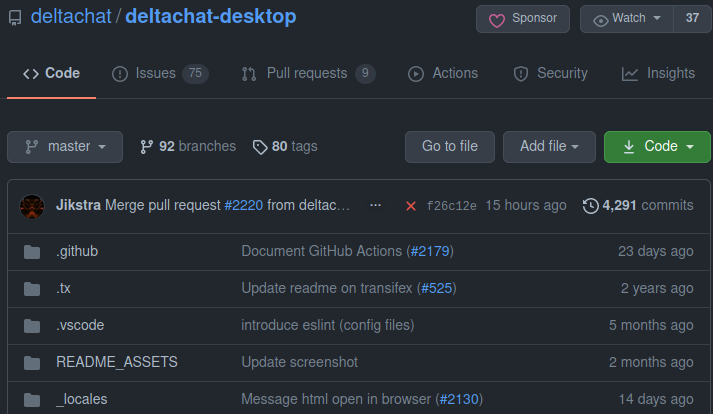 deltachat / deltachat-desktop Sponsor Watch 37
Code Issues 75 Pull requests 9 Actions Security Insights
master 92 branches 80 tags Go to file Add file Code
Jikstra Merge pull request #2220 from deltac… ... f26c12e 15 hours ago 4,291 commits
.github Document GitHub Actions (#2179) 23 days ago
.tx Update readme on transifex (#525) 2 years ago
.vscode introduce eslint (config files) 5 months ago
README_ASSETS Update screenshot 2 months ago
_locales Message html open in browser (#2130) 14 days ago